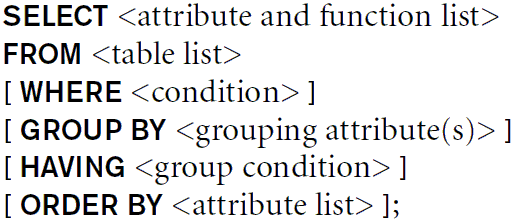 SELECT <attribute and function list>
FROM <table list>
[ WHERE <condition> ]
[ GROUP BY <grouping attribute(s)> ]
[ HAVING <group condition> ]
[ ORDER BY <attribute list> ];